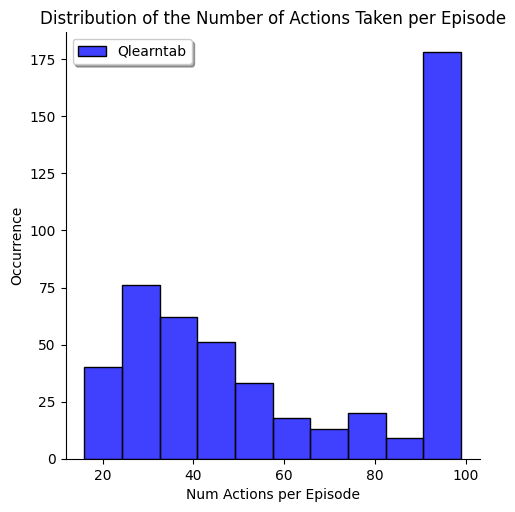 Distribution of the Number of Actions Taken per Episode
Qlearntab
175
150
125
100
75
50
25
0
Occurrence
20 40 60 80 100
Num Actions per Episode